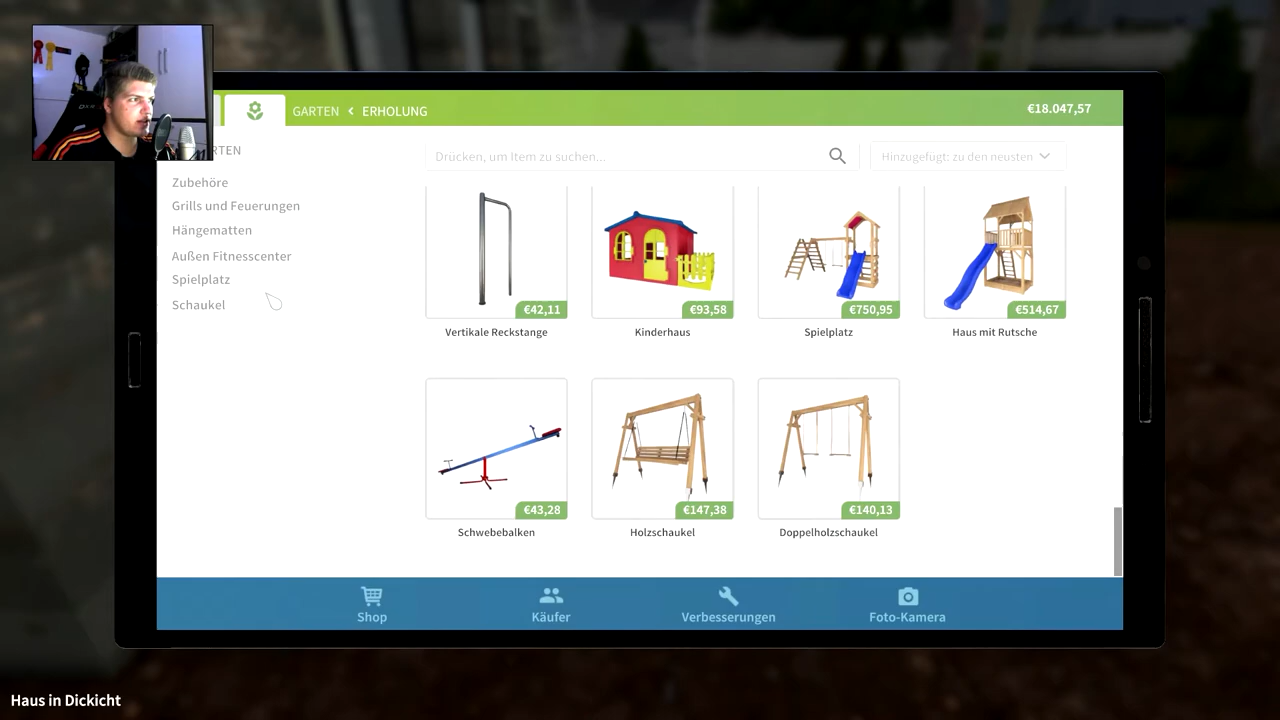 GARTEN < ERHOLUNG
€18.047,57
RTEN
Drücken, um Item zu suchen...
Hinzugefügt: zu den neusten
Zubehöre
Grills und Feuerungen
Hängematten
Außen Fitnesscenter
Spielplatz
Schaukel
€42,11
€93,58
€750,95
€514,67
Vertikale Reckstange
Kinderhaus
Spielplatz
Haus mit Rutsche
€43,28
€147,38
€140,13
Schwebebalken
Holzschaukel
Doppelholzschaukel
Shop
Käufer
Verbesserungen
Foto-Kamera
Haus in Dickicht